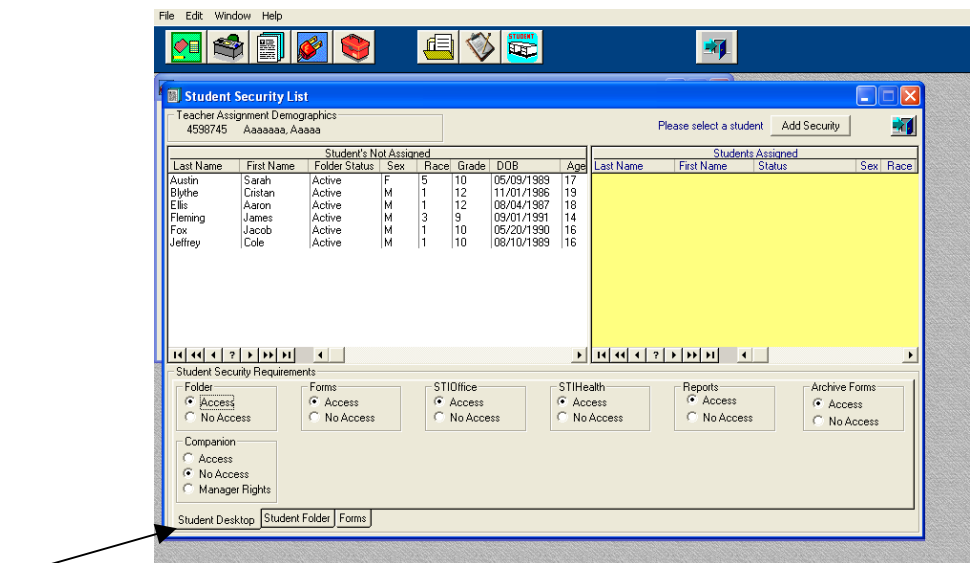 File Edit Window Help
STUDENT
Student Security List
Teacher Assignment Demographics
4598745 Aaaaaaa, Aaaaa
Please select a student Add Security
Student's Not Assigned
Last Name First Name Folder Status Sex Race Grade DOB Age
Austin Sarah Active F 5 10 05/09/1989 17
Blythe Cristan Active M 1 12 11/01/1986 19
Ellis Aaron Active M 1 12 08/04/1987 18
Fleming James Active M 3 9 09/01/1991 14
Fox Jacob Active M 1 10 05/20/1990 16
Jeffrey Cole Active M 1 10 08/10/1989 16
Students Assigned
Last Name First Name Status Sex Race
?
?
Student Security Requirements
Folder Forms STIOffice STIHealth Reports Archive Forms
Access Access Access Access Access Access
No Access No Access No Access No Access No Access No Access
Companion
Access
No Access
Manager Rights
Student Desktop Student Folder Forms